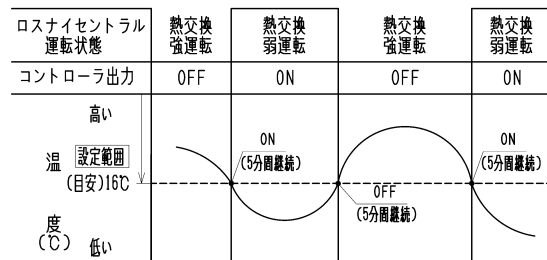 ロスナイセントラル
運転状態
熱交換
強運転
熱交換
弱運転
熱交換
強運転
熱交換
弱運転
コントローラ出力
OFF
ON
OFF
ON
高い
温
設定範囲
(目安)16℃
度
(℃)
低い
ON
(5分間継続)
OFF
(5分間継続)
ON
(5分間継続)